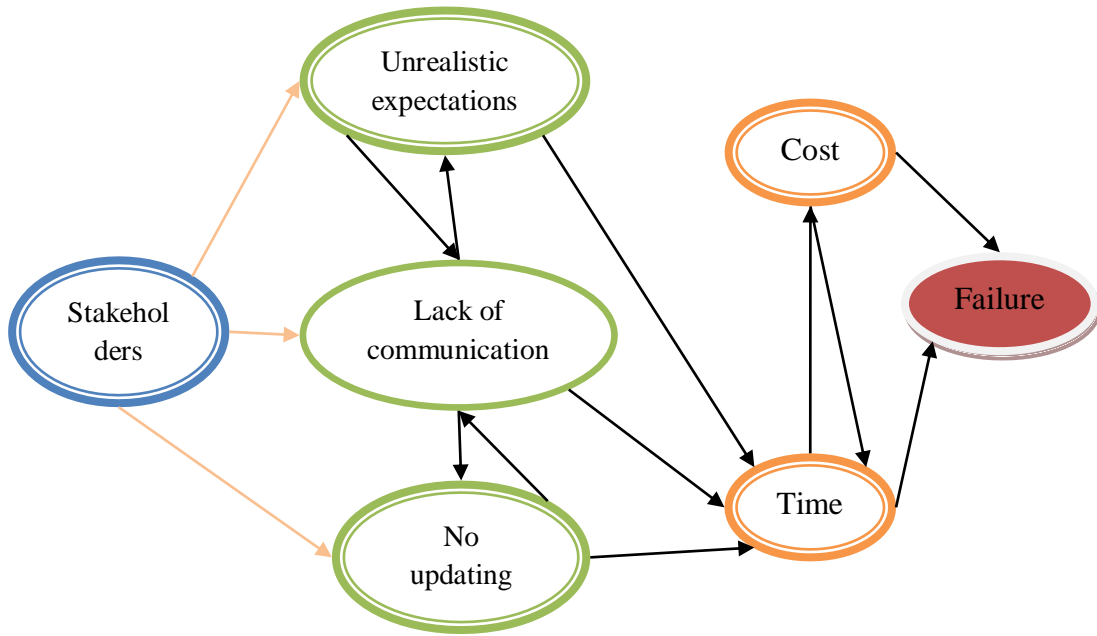 Unrealistic
expectations
Cost
Stakehol
ders
Lack of
communication
Failure
No
updating
Time